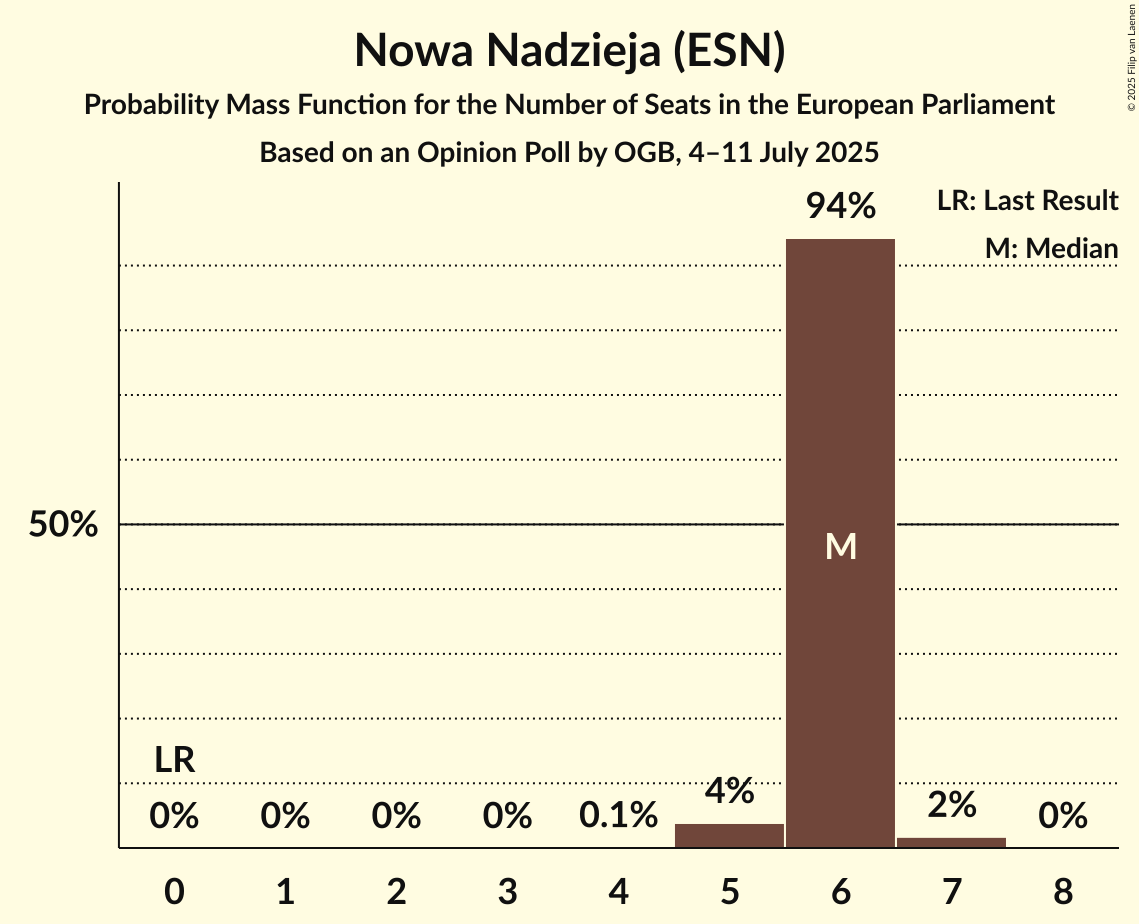 Nowa Nadzieja (ESN)
Probability Mass Function for the Number of Seats in the European Parliament
Based on an Opinion Poll by OGB, 4–11 July 2025
© 2025 Filip van Laenen
LR: Last Result
M: Median
94%
50%
M
LR
0%
0%
0%
0%
0.1%
4%
2%
0%
0
1
2
3
4
5
6
7
8